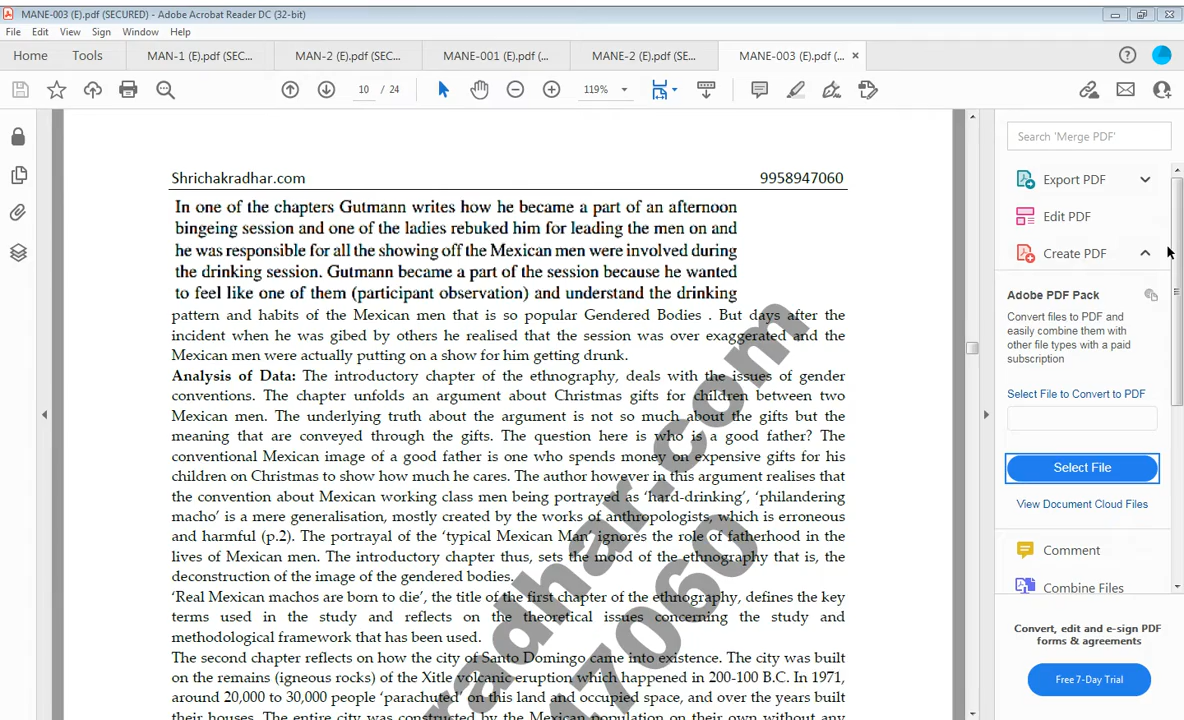 MANE-003 (E).pdf (SECURED) - Adobe Acrobat Reader DC (32-bit)
File Edit View Sign Window Help
Home Tools MAN-1 (E).pdf (SEC... MAN-2 (E).pdf (SEC... MANE-001 (E).pdf (... MANE-2 (E).pdf (SE... MANE-003 (E).pdf (... ×
10 / 24 119%
Shrichakradhar.com 9958947060
In one of the chapters Gutmann writes how he became a part of an afternoon
bingeing session and one of the ladies rebuked him for leading the men on and
he was responsible for all the showing off the Mexican men were involved during
the drinking session. Gutmann became a part of the session because he wanted
to feel like one of them (participant observation) and understand the drinking
pattern and habits of the Mexican men that is so popular Gendered Bodies . But days after the
incident when he was gibed by others he realised that the session was over exaggerated and the
Mexican men were actually putting on a show for him getting drunk.
Analysis of Data: The introductory chapter of the ethnography, deals with the issues of gender
conventions. The chapter unfolds an argument about Christmas gifts for children between two
Mexican men. The underlying truth about the argument is not so much about the gifts but the
meaning that are conveyed through the gifts. The question here is who is a good father? The
conventional Mexican image of a good father is one who spends money on expensive gifts for his
children on Christmas to show how much he cares. The author however in this argument realises that
the convention about Mexican working class men being portrayed as ‘hard-drinking’, ‘philandering
macho’ is a mere generalisation, mostly created by the works of anthropologists, which is erroneous
and harmful (p.2). The portrayal of the ‘typical Mexican Man’ ignores the role of fatherhood in the
lives of Mexican men. The introductory chapter thus, sets the mood of the ethnography that is, the
deconstruction of the image of the gendered bodies.
‘Real Mexican machos are born to die’, the title of the first chapter of the ethnography, defines the key
terms used in the study and reflects on the theoretical issues concerning the study and
methodological framework that has been used.
The second chapter reflects on how the city of Santo Domingo came into existence. The city was built
on the remains (igneous rocks) of the Xitle volcanic eruption which happened in 200-100 B.C. In 1971,
around 20,000 to 30,000 people ‘parachuted’ on this land and occupied space, and over the years built
their houses. The entire city was constructed by the Mexican population on their own without any
radhar.com
47060
Search 'Merge PDF'
Export PDF
Edit PDF
Create PDF
Adobe PDF Pack
Convert files to PDF and
easily combine them with
other file types with a paid
subscription
Select File to Convert to PDF
Select File
View Document Cloud Files
Comment
Combine Files
Convert, edit and e-sign PDF
forms & agreements
Free 7-Day Trial